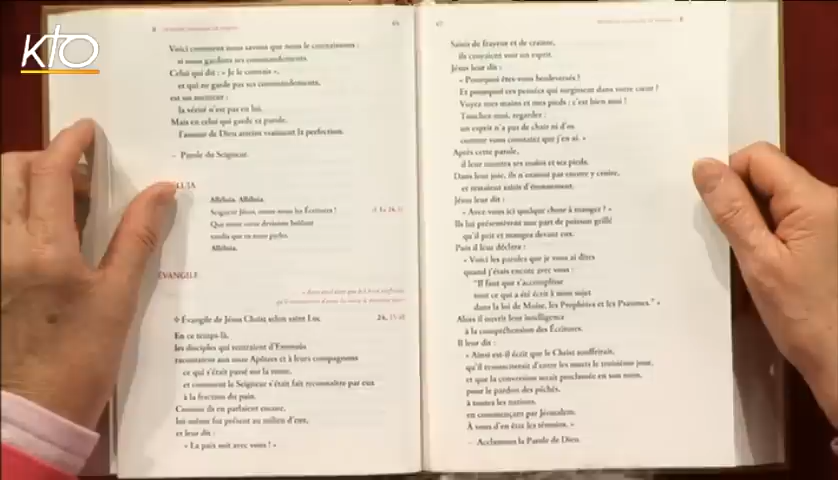 KTO
Voici comment nous savons que nous le connaissons :
si nous gardons ses commandements.
Celui qui dit : « Je le connais »,
et qui ne garde pas ses commandements,
est un menteur :
la vérité n'est pas en lui.
Mais en celui qui garde sa parole,
l'amour de Dieu atteint vraiment la perfection.
– Parole du Seigneur.
LUIA
Alléluia. Alléluia.
Seigneur Jésus, ouvre-nous les Écritures !
Que notre cœur devienne brûlant
tandis que tu nous parles.
Alléluia.
ÉVANGILE
✠ Évangile de Jésus Christ selon saint Luc
24, 35-48
En ce temps-là,
les disciples qui rentraient d'Emmaüs
racontaient aux onze Apôtres et à leurs compagnons
ce qui s'était passé sur la route,
et comment le Seigneur s'était fait reconnaître par eux
à la fraction du pain.
Comme ils en parlaient encore,
lui-même fut présent au milieu d'eux,
et leur dit :
« La paix soit avec vous ! »
Saisis de frayeur et de crainte,
ils croyaient voir un esprit.
Jésus leur dit :
« Pourquoi êtes-vous bouleversés ?
Et pourquoi ces pensées qui surgissent dans votre cœur ?
Voyez mes mains et mes pieds : c'est bien moi !
Touchez-moi, regardez :
un esprit n'a pas de chair ni d'os
comme vous constatez que j'en ai. »
Après cette parole,
il leur montra ses mains et ses pieds.
Dans leur joie, ils n'osaient pas encore y croire,
et restaient saisis d'étonnement.
Jésus leur dit :
« Avez-vous ici quelque chose à manger ? »
Ils lui présentèrent une part de poisson grillé
qu'il prit et mangea devant eux.
Puis il leur déclara :
« Voici les paroles que je vous ai dites
quand j'étais encore avec vous :
"Il faut que s'accomplisse
tout ce qui a été écrit à mon sujet
dans la loi de Moïse, les Prophètes et les Psaumes." »
Alors il ouvrit leur intelligence
à la compréhension des Écritures.
Il leur dit :
« Ainsi est-il écrit que le Christ souffrirait,
qu'il ressusciterait d'entre les morts le troisième jour,
et que la conversion serait proclamée en son nom,
pour le pardon des péchés,
à toutes les nations,
en commençant par Jérusalem.
À vous d'en être les témoins. »
– Acclamons la Parole de Dieu.